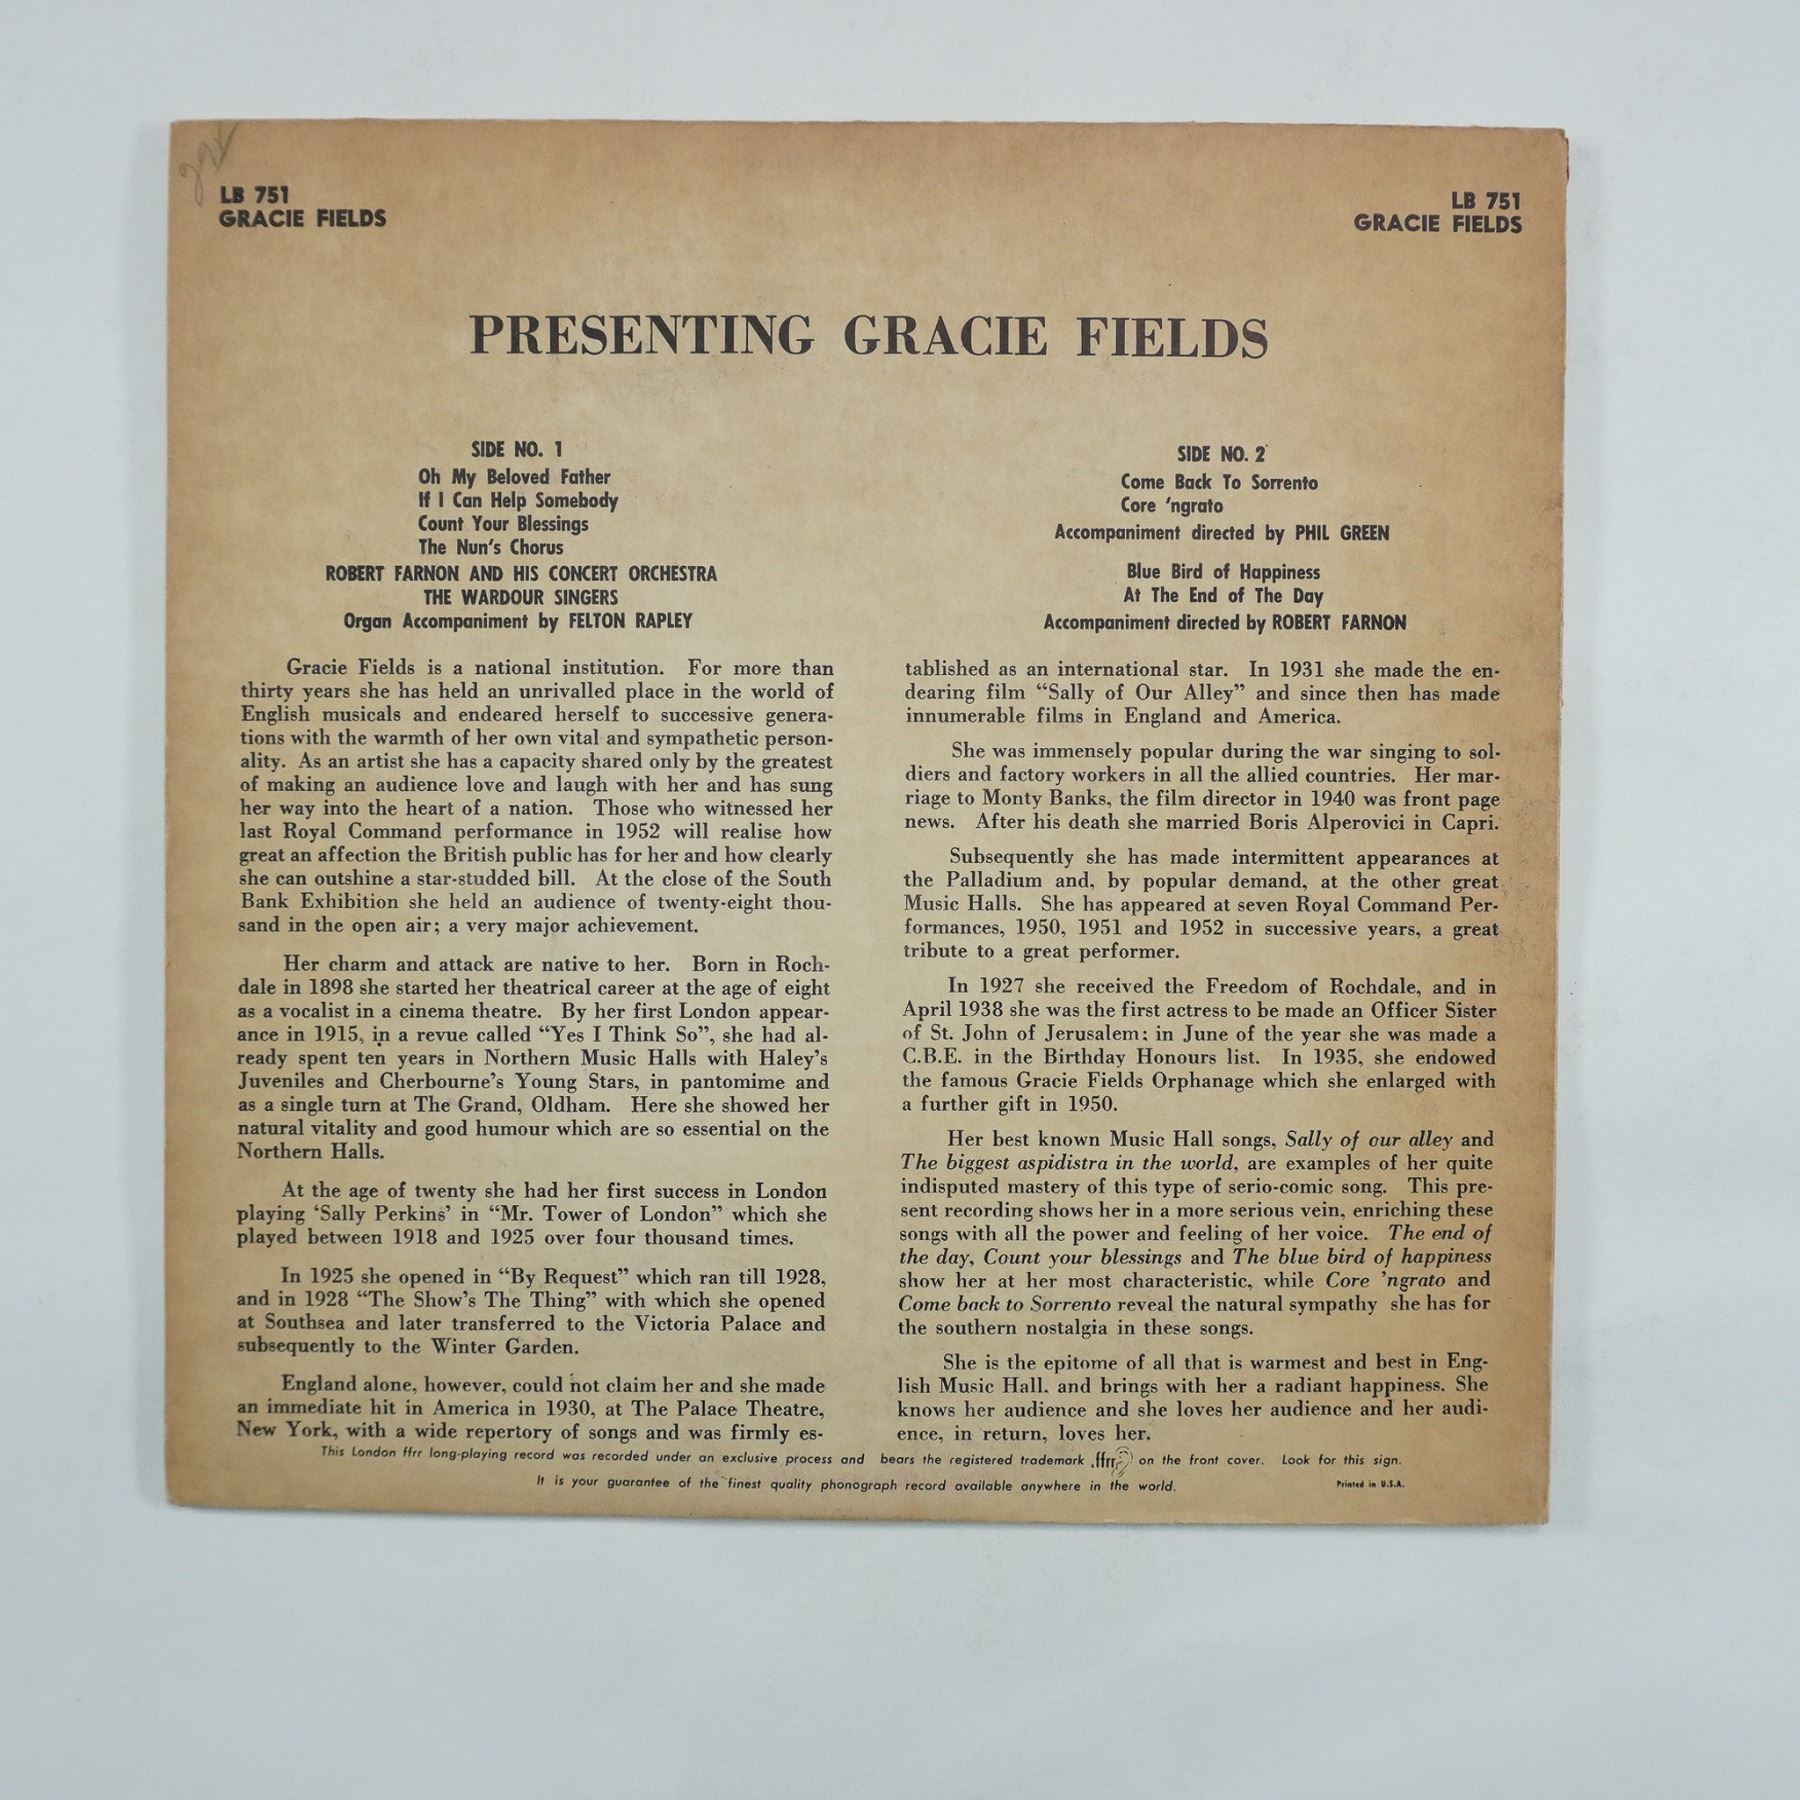 LB 751
GRACIE FIELDS
LB 751
GRACIE FIELDS
PRESENTING GRACIE FIELDS
SIDE NO. 1
Oh My Beloved Father
If I Can Help Somebody
Count Your Blessings
The Nun's Chorus
ROBERT FARNON AND HIS CONCERT ORCHESTRA
THE WARDOUR SINGERS
Organ Accompaniment by FELTON RAPLEY
SIDE NO. 2
Come Back To Sorrento
Core 'ngrato
Accompaniment directed by PHIL GREEN
Blue Bird of Happiness
At The End of The Day
Accompaniment directed by ROBERT FARNON
Gracie Fields is a national institution. For more than
thirty years she has held an unrivalled place in the world of
English musicals and endeared herself to successive genera-
tions with the warmth of her own vital and sympathetic person-
ality. As an artist she has a capacity shared only by the greatest
of making an audience love and laugh with her and has sung
her way into the heart of a nation. Those who witnessed her
last Royal Command performance in 1952 will realise how
great an affection the British public has for her and how clearly
she can outshine a star-studded bill. At the close of the South
Bank Exhibition she held an audience of twenty-eight thou-
sand in the open air; a very major achievement.
Her charm and attack are native to her. Born in Roch-
dale in 1898 she started her theatrical career at the age of eight
as a vocalist in a cinema theatre. By her first London appear-
ance in 1915, in a revue called “Yes I Think So”, she had al-
ready spent ten years in Northern Music Halls with Haley's
Juveniles and Cherbourne's Young Stars, in pantomime and
as a single turn at The Grand, Oldham. Here she showed her
natural vitality and good humour which are so essential on the
Northern Halls.
At the age of twenty she had her first success in London
playing ‘Sally Perkins’ in “Mr. Tower of London” which she
played between 1918 and 1925 over four thousand times.
In 1925 she opened in “By Request” which ran till 1928,
and in 1928 “The Show's The Thing” with which she opened
at Southsea and later transferred to the Victoria Palace and
subsequently to the Winter Garden.
England alone, however, could not claim her and she made
an immediate hit in America in 1930, at The Palace Theatre,
New York, with a wide repertory of songs and was firmly es-
tablished as an international star. In 1931 she made the en-
dearing film “Sally of Our Alley” and since then has made
innumerable films in England and America.
She was immensely popular during the war singing to sol-
diers and factory workers in all the allied countries. Her mar-
riage to Monty Banks, the film director in 1940 was front page
news. After his death she married Boris Alperovici in Capri.
Subsequently she has made intermittent appearances at
the Palladium and, by popular demand, at the other great
Music Halls. She has appeared at seven Royal Command Per-
formances, 1950, 1951 and 1952 in successive years, a great
tribute to a great performer.
In 1927 she received the Freedom of Rochdale, and in
April 1938 she was the first actress to be made an Officer Sister
of St. John of Jerusalem; in June of the year she was made a
C.B.E. in the Birthday Honours list. In 1935, she endowed
the famous Gracie Fields Orphanage which she enlarged with
a further gift in 1950.
Her best known Music Hall songs, Sally of our alley and
The biggest aspidistra in the world, are examples of her quite
indisputed mastery of this type of serio-comic song. This pre-
sent recording shows her in a more serious vein, enriching these
songs with all the power and feeling of her voice. The end of
the day, Count your blessings and The blue bird of happiness
show her at her most characteristic, while Core 'ngrato and
Come back to Sorrento reveal the natural sympathy she has for
the southern nostalgia in these songs.
She is the epitome of all that is warmest and best in Eng-
lish Music Hall. and brings with her a radiant happiness. She
knows her audience and she loves her audience and her audi-
ence, in return, loves her.
This London ffrr long-playing record was recorded under an exclusive process and bears the registered trademark ffrr on the front cover. Look for this sign.
It is your guarantee of the finest quality phonograph record available anywhere in the world.
Printed in U.S.A.